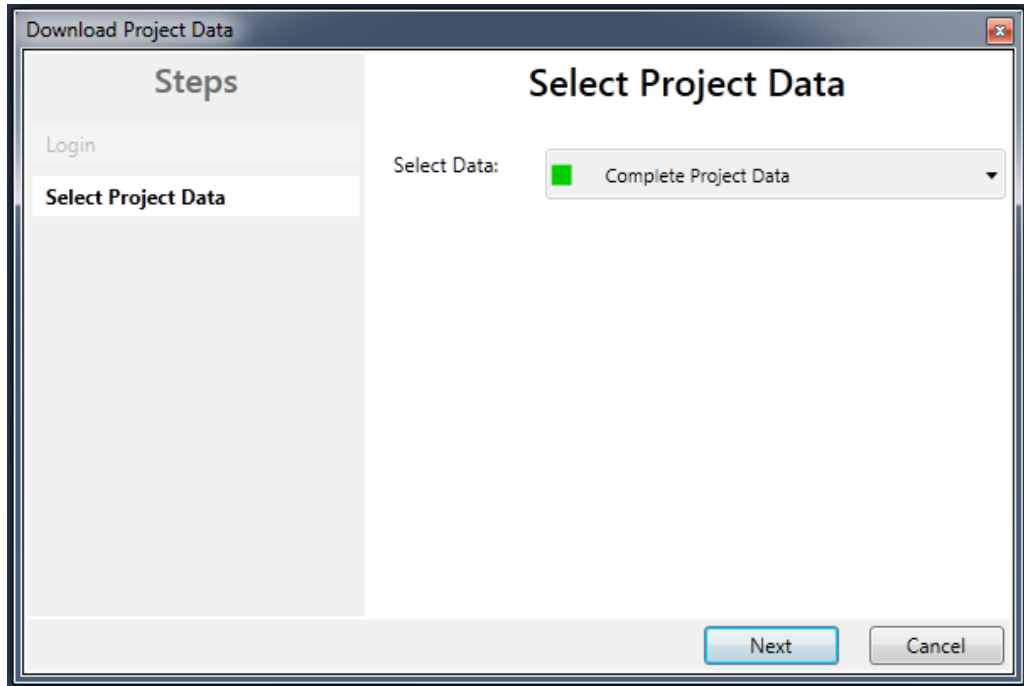 Download Project Data
Steps
Login
Select Project Data
Select Project Data
Select Data:
Complete Project Data
Next
Cancel